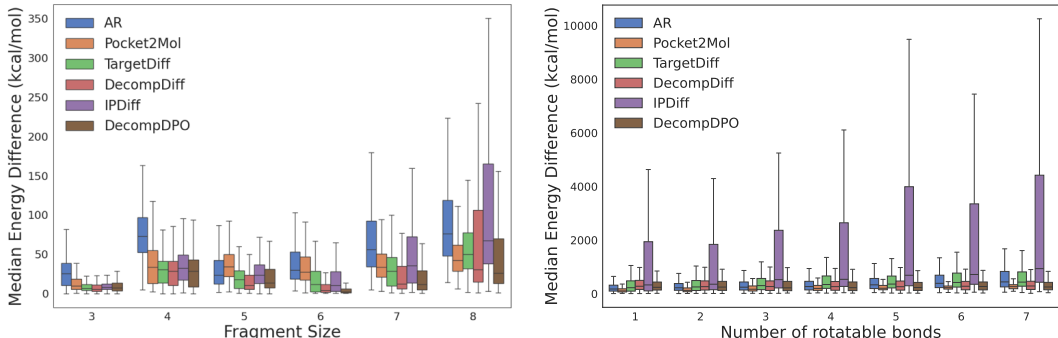 Median Energy Difference (kcal/mol)
350
300
250
200
150
100
50
0
AR
Pocket2Mol
TargetDiff
DecompDiff
IPDiff
DecompDPO
3 4 5 6 7 8
Fragment Size
Median Energy Difference (kcal/mol)
10000
8000
6000
4000
2000
0
AR
Pocket2Mol
TargetDiff
DecompDiff
IPDiff
DecompDPO
1 2 3 4 5 6 7
Number of rotatable bonds